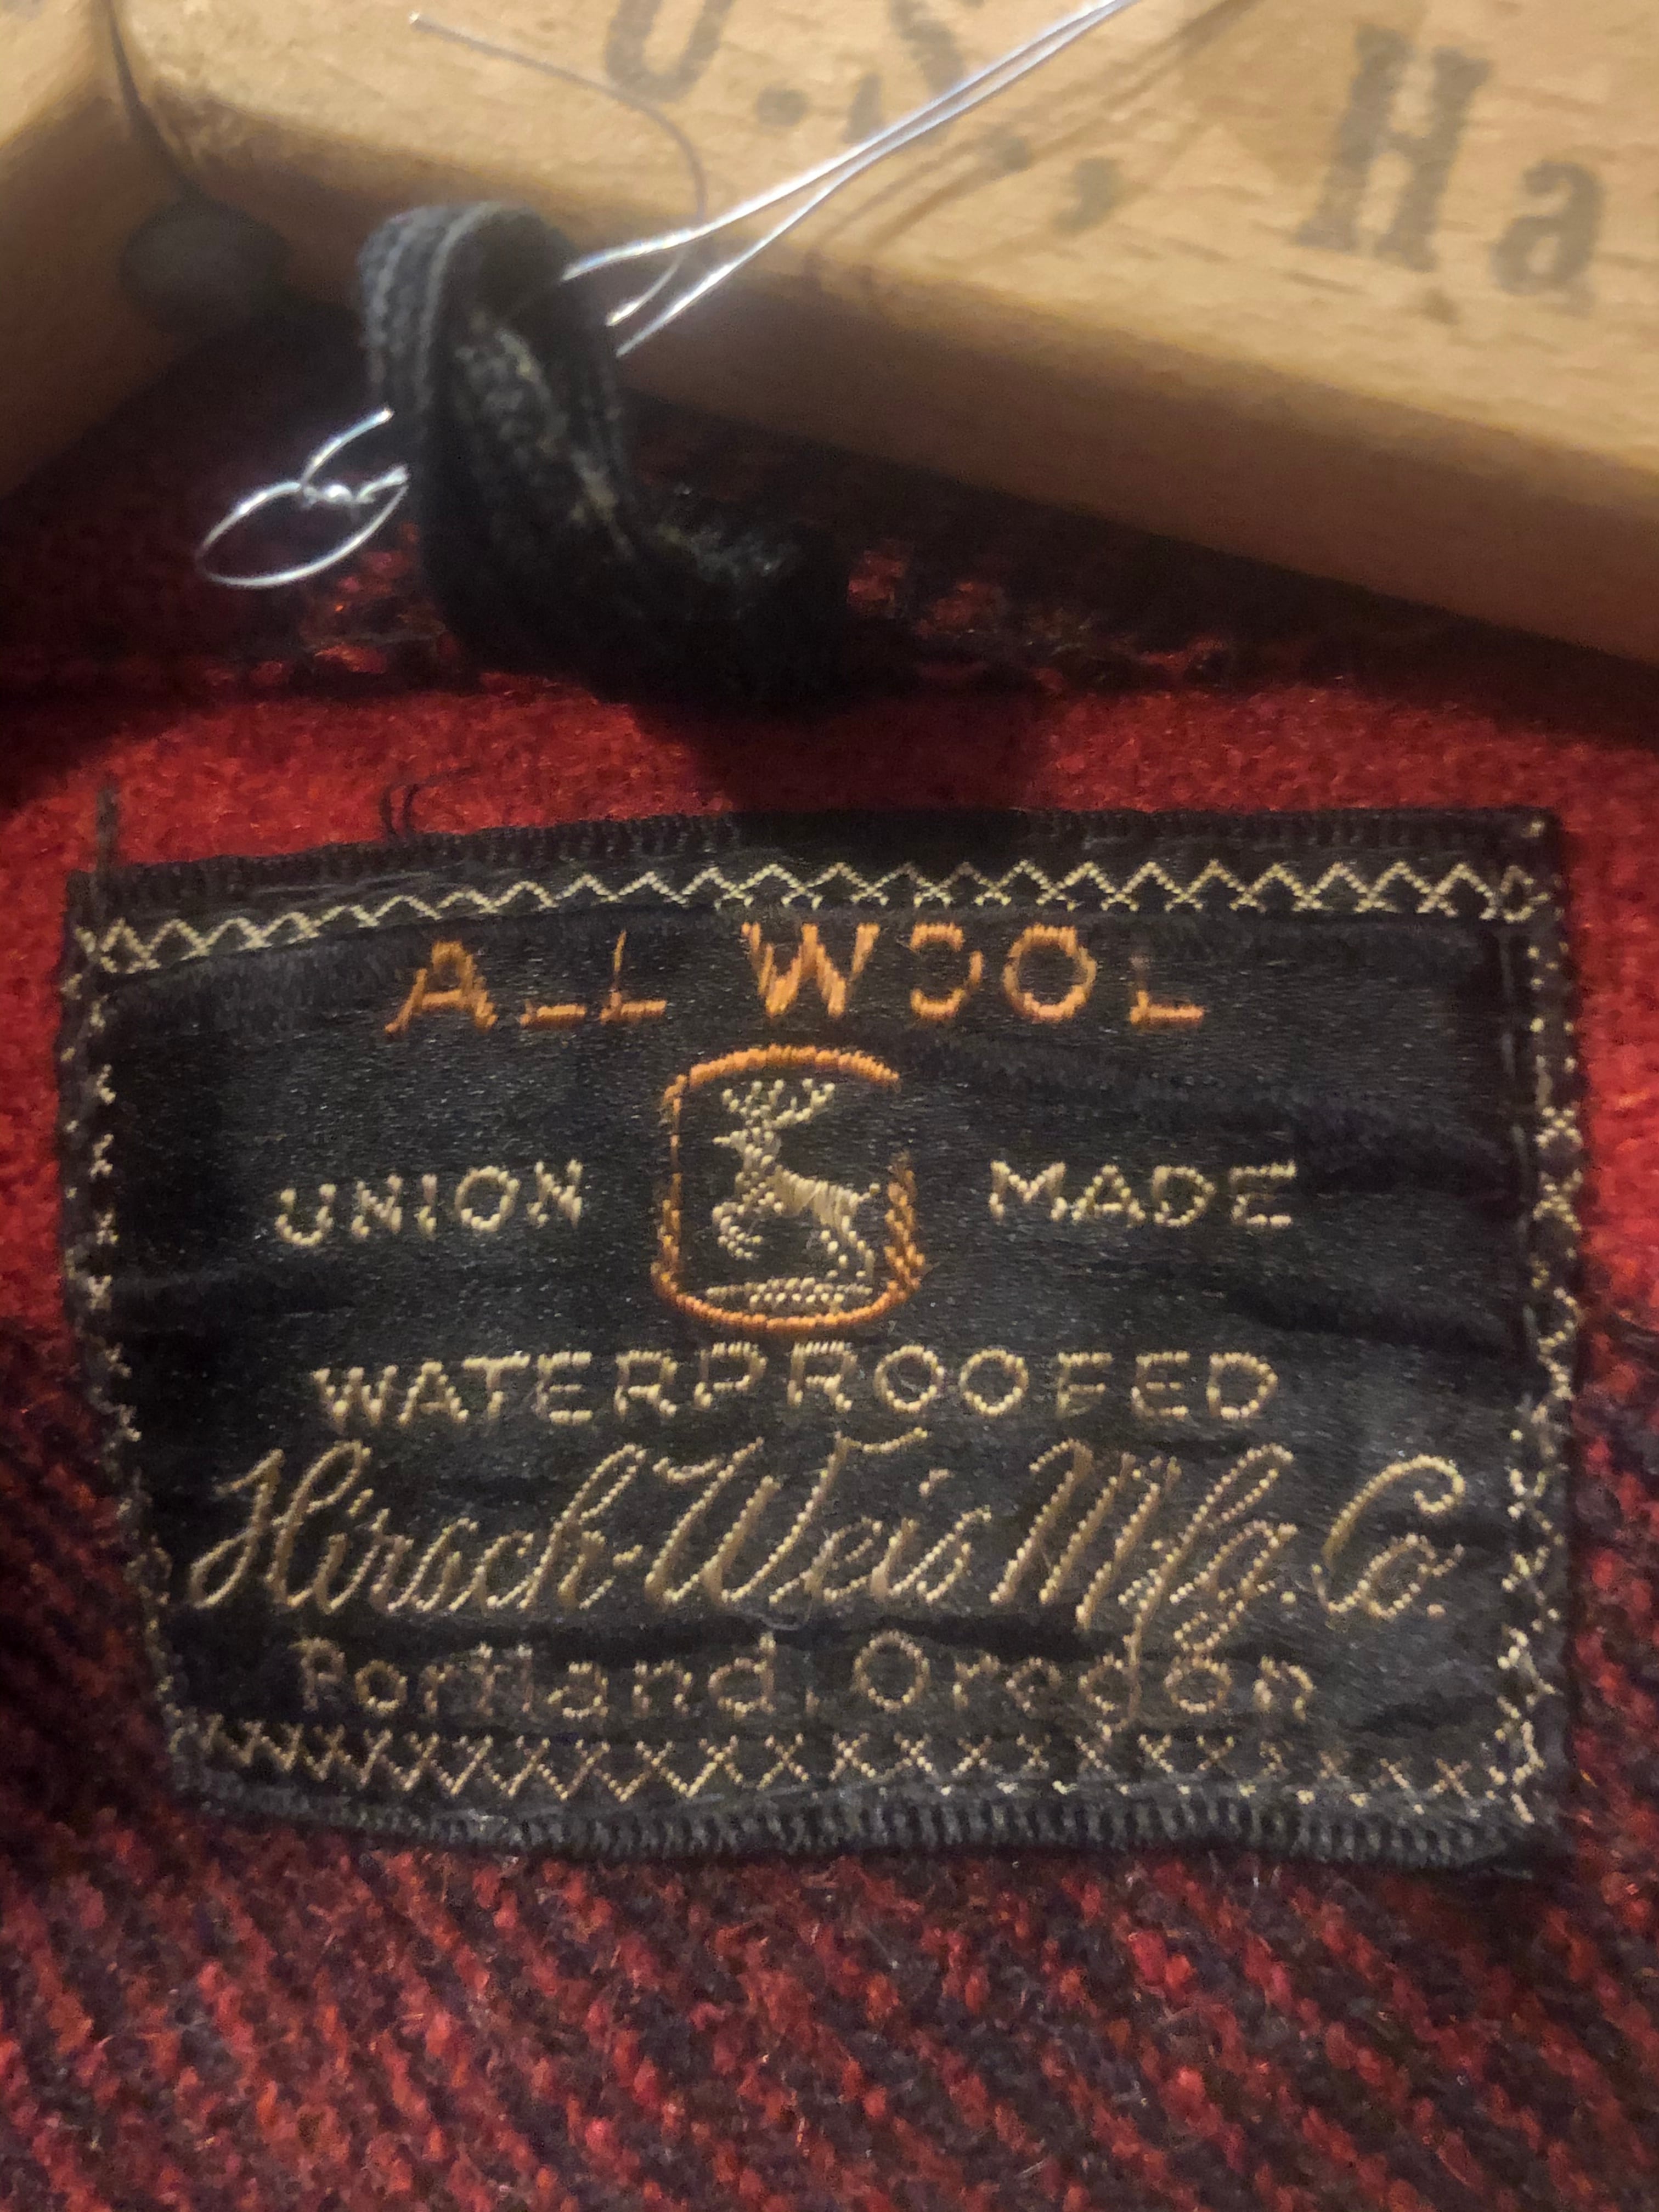 U.S., Ha
ALL WOOL
UNION MADE
WATERPROOFED
Hirsch-Weis Mfg. Co.
Portland, Oregon